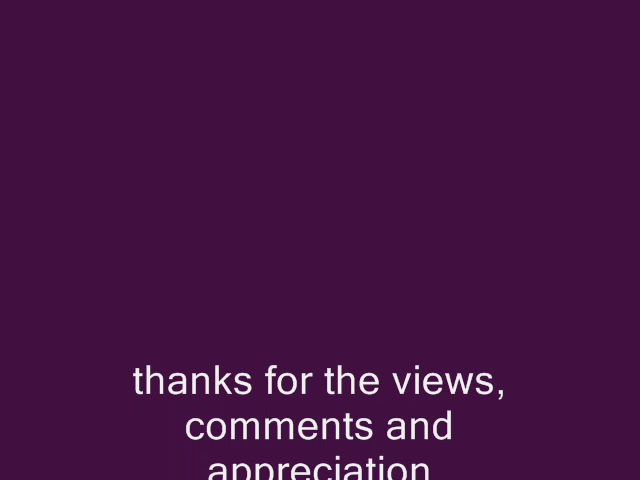 thanks for the views,
comments and
appreciation